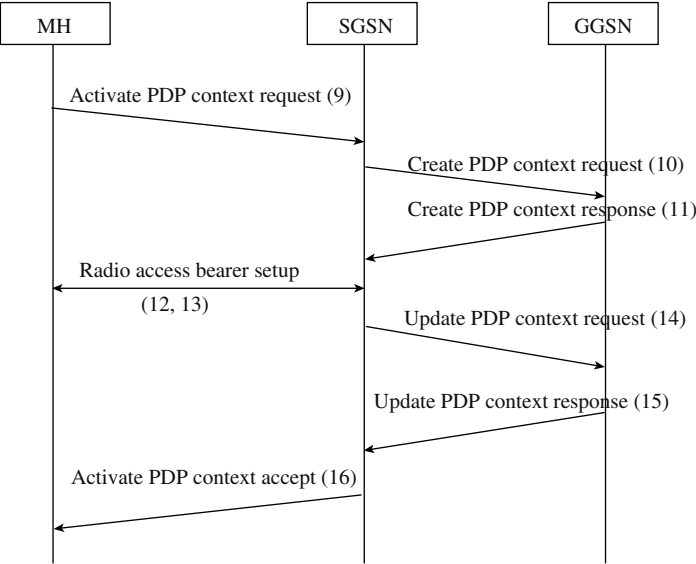 MH
SGSN
GGSN
Activate PDP context request (9)
Create PDP context request (10)
Create PDP context response (11)
Radio access bearer setup
(12, 13)
Update PDP context request (14)
Update PDP context response (15)
Activate PDP context accept (16)